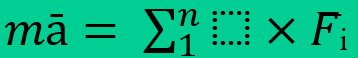 mā = ∑₁ⁿ ⬚ × Fᵢ